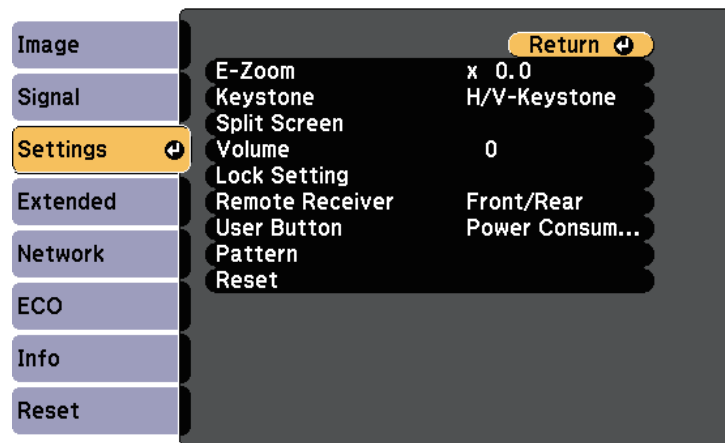 Image
Signal
Settings
Extended
Network
ECO
Info
Reset
Return
E-Zoom x 0.0
Keystone H/V-Keystone
Split Screen
Volume 0
Lock Setting
Remote Receiver Front/Rear
User Button Power Consum...
Pattern
Reset